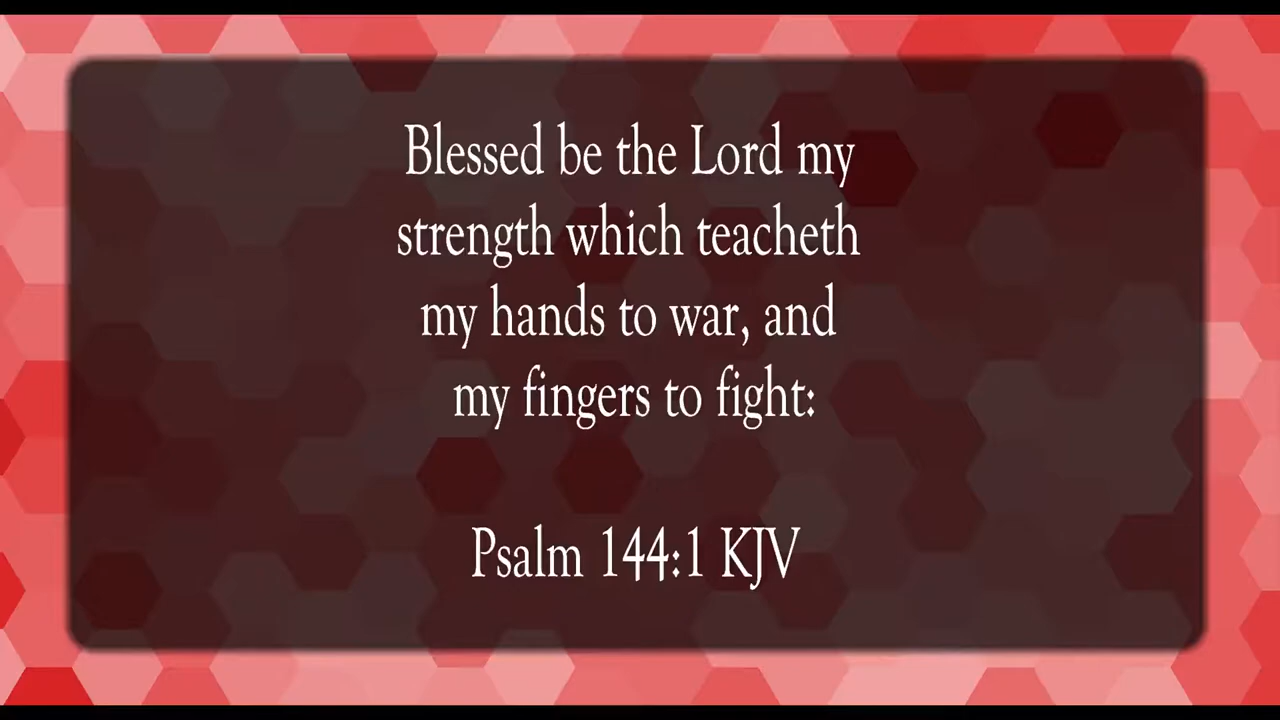 Blessed be the Lord my
strength which teacheth
my hands to war, and
my fingers to fight:
Psalm 144:1 KJV